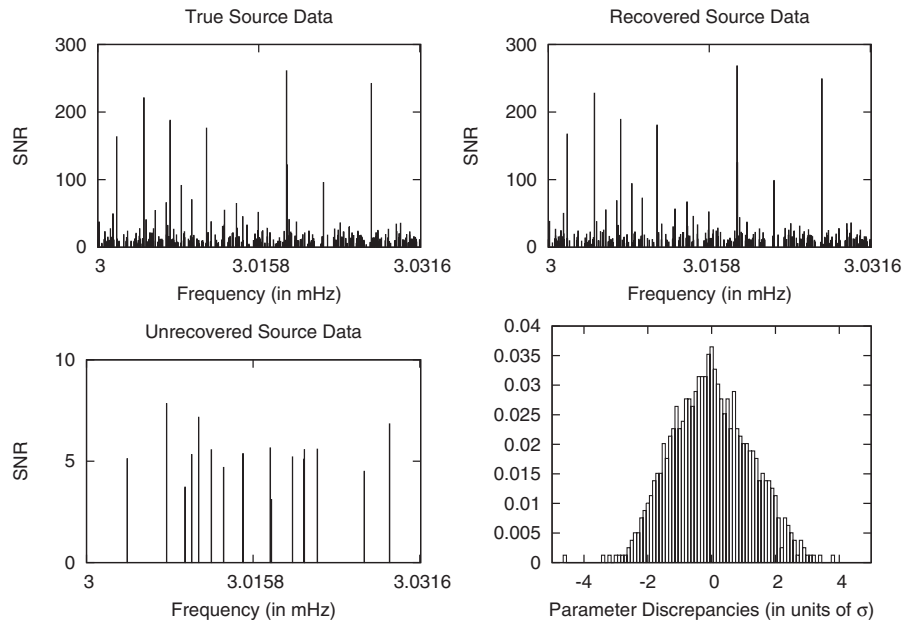 True Source Data
300
200
100
0
SNR
3 3.0158 3.0316
Frequency (in mHz)
Recovered Source Data
300
200
100
0
SNR
3 3.0158 3.0316
Frequency (in mHz)
Unrecovered Source Data
10
5
0
SNR
3 3.0158 3.0316
Frequency (in mHz)
0.04
0.035
0.03
0.025
0.02
0.015
0.01
0.005
0
-4 -2 0 2 4
Parameter Discrepancies (in units of σ)